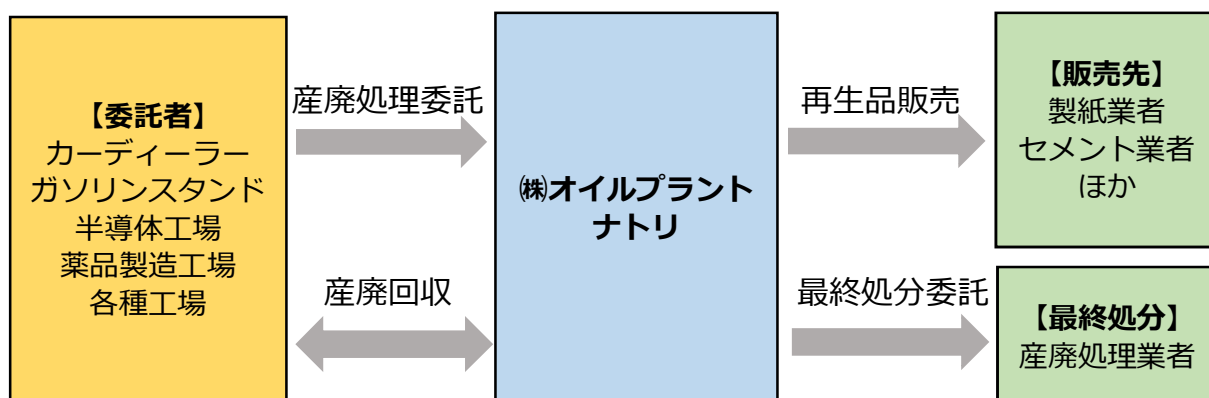 【委託者】
カーディーラー
ガソリンスタンド
半導体工場
薬品製造工場
各種工場
産廃処理委託
産廃回収
㈱オイルプラント
ナトリ
再生品販売
最終処分委託
【販売先】
製紙業者
セメント業者
ほか
【最終処分】
産廃処理業者